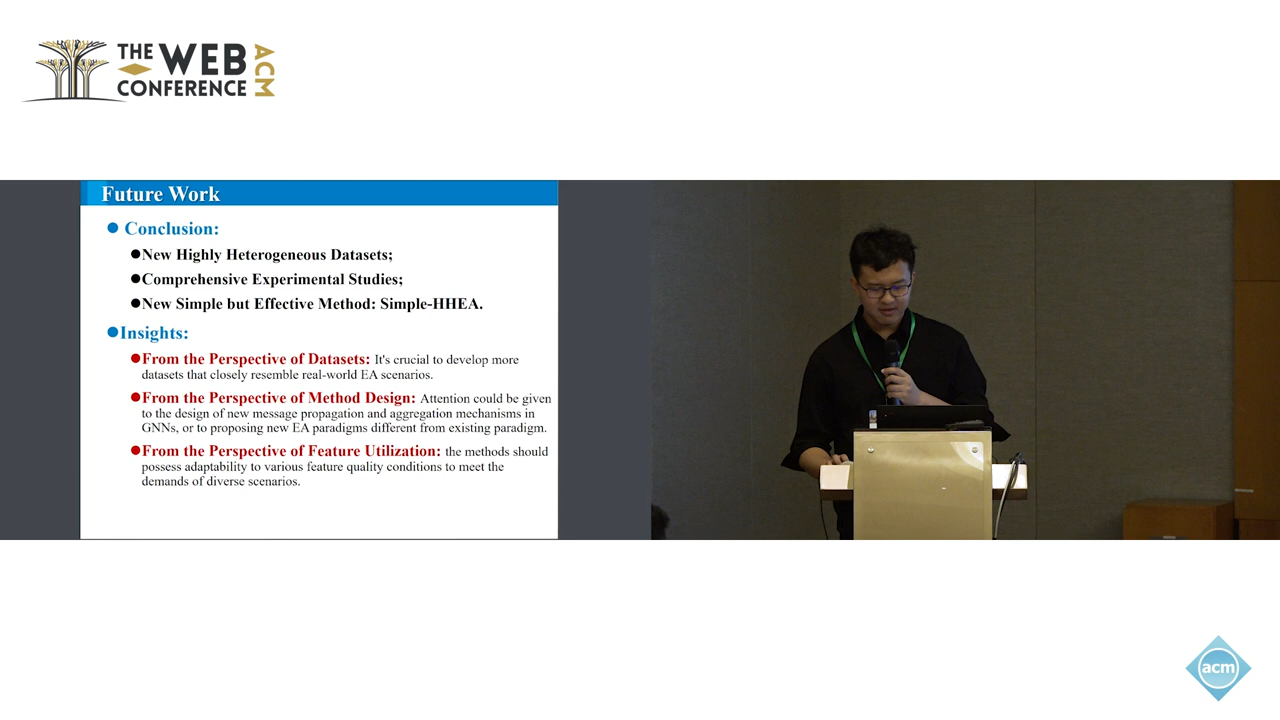 THE WEB
CONFERENCE
ACM
Future Work
Conclusion:
New Highly Heterogeneous Datasets;
Comprehensive Experimental Studies;
New Simple but Effective Method: Simple-HHEA.
Insights:
From the Perspective of Datasets: It's crucial to develop more
datasets that closely resemble real-world EA scenarios.
From the Perspective of Method Design: Attention could be given
to the design of new message propagation and aggregation mechanisms in
GNNs, or to proposing new EA paradigms different from existing paradigm.
From the Perspective of Feature Utilization: the methods should
possess adaptability to various feature quality conditions to meet the
demands of diverse scenarios.
acm